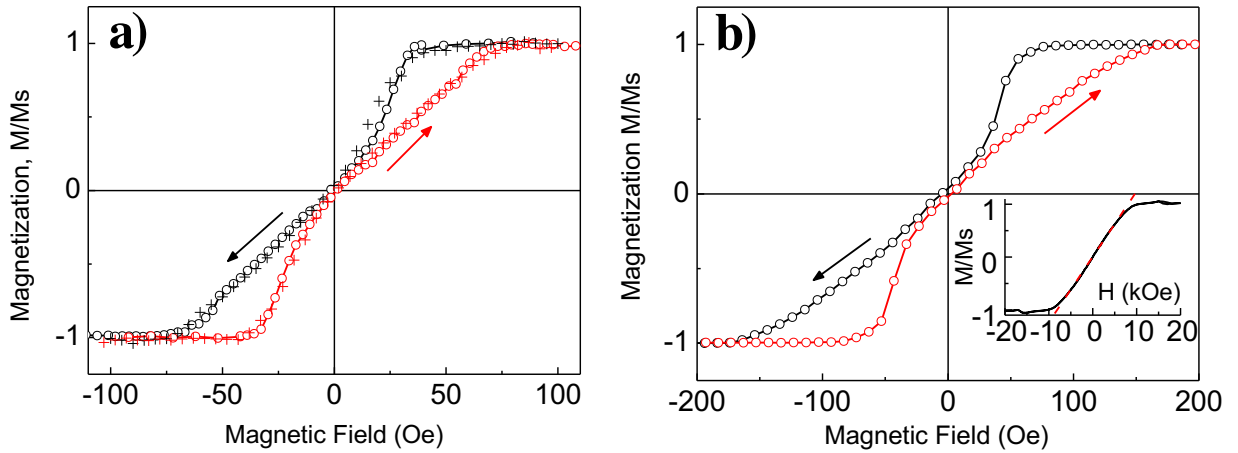 a)
Magnetization, M/Ms
1
0
-1
-100 -50 0 50 100
Magnetic Field (Oe)
b)
Magnetization M/Ms
1
0
-1
-200 -100 0 100 200
Magnetic Field (Oe)
M/Ms
1
0
-1
H (kOe)
-20 -10 0 10 20